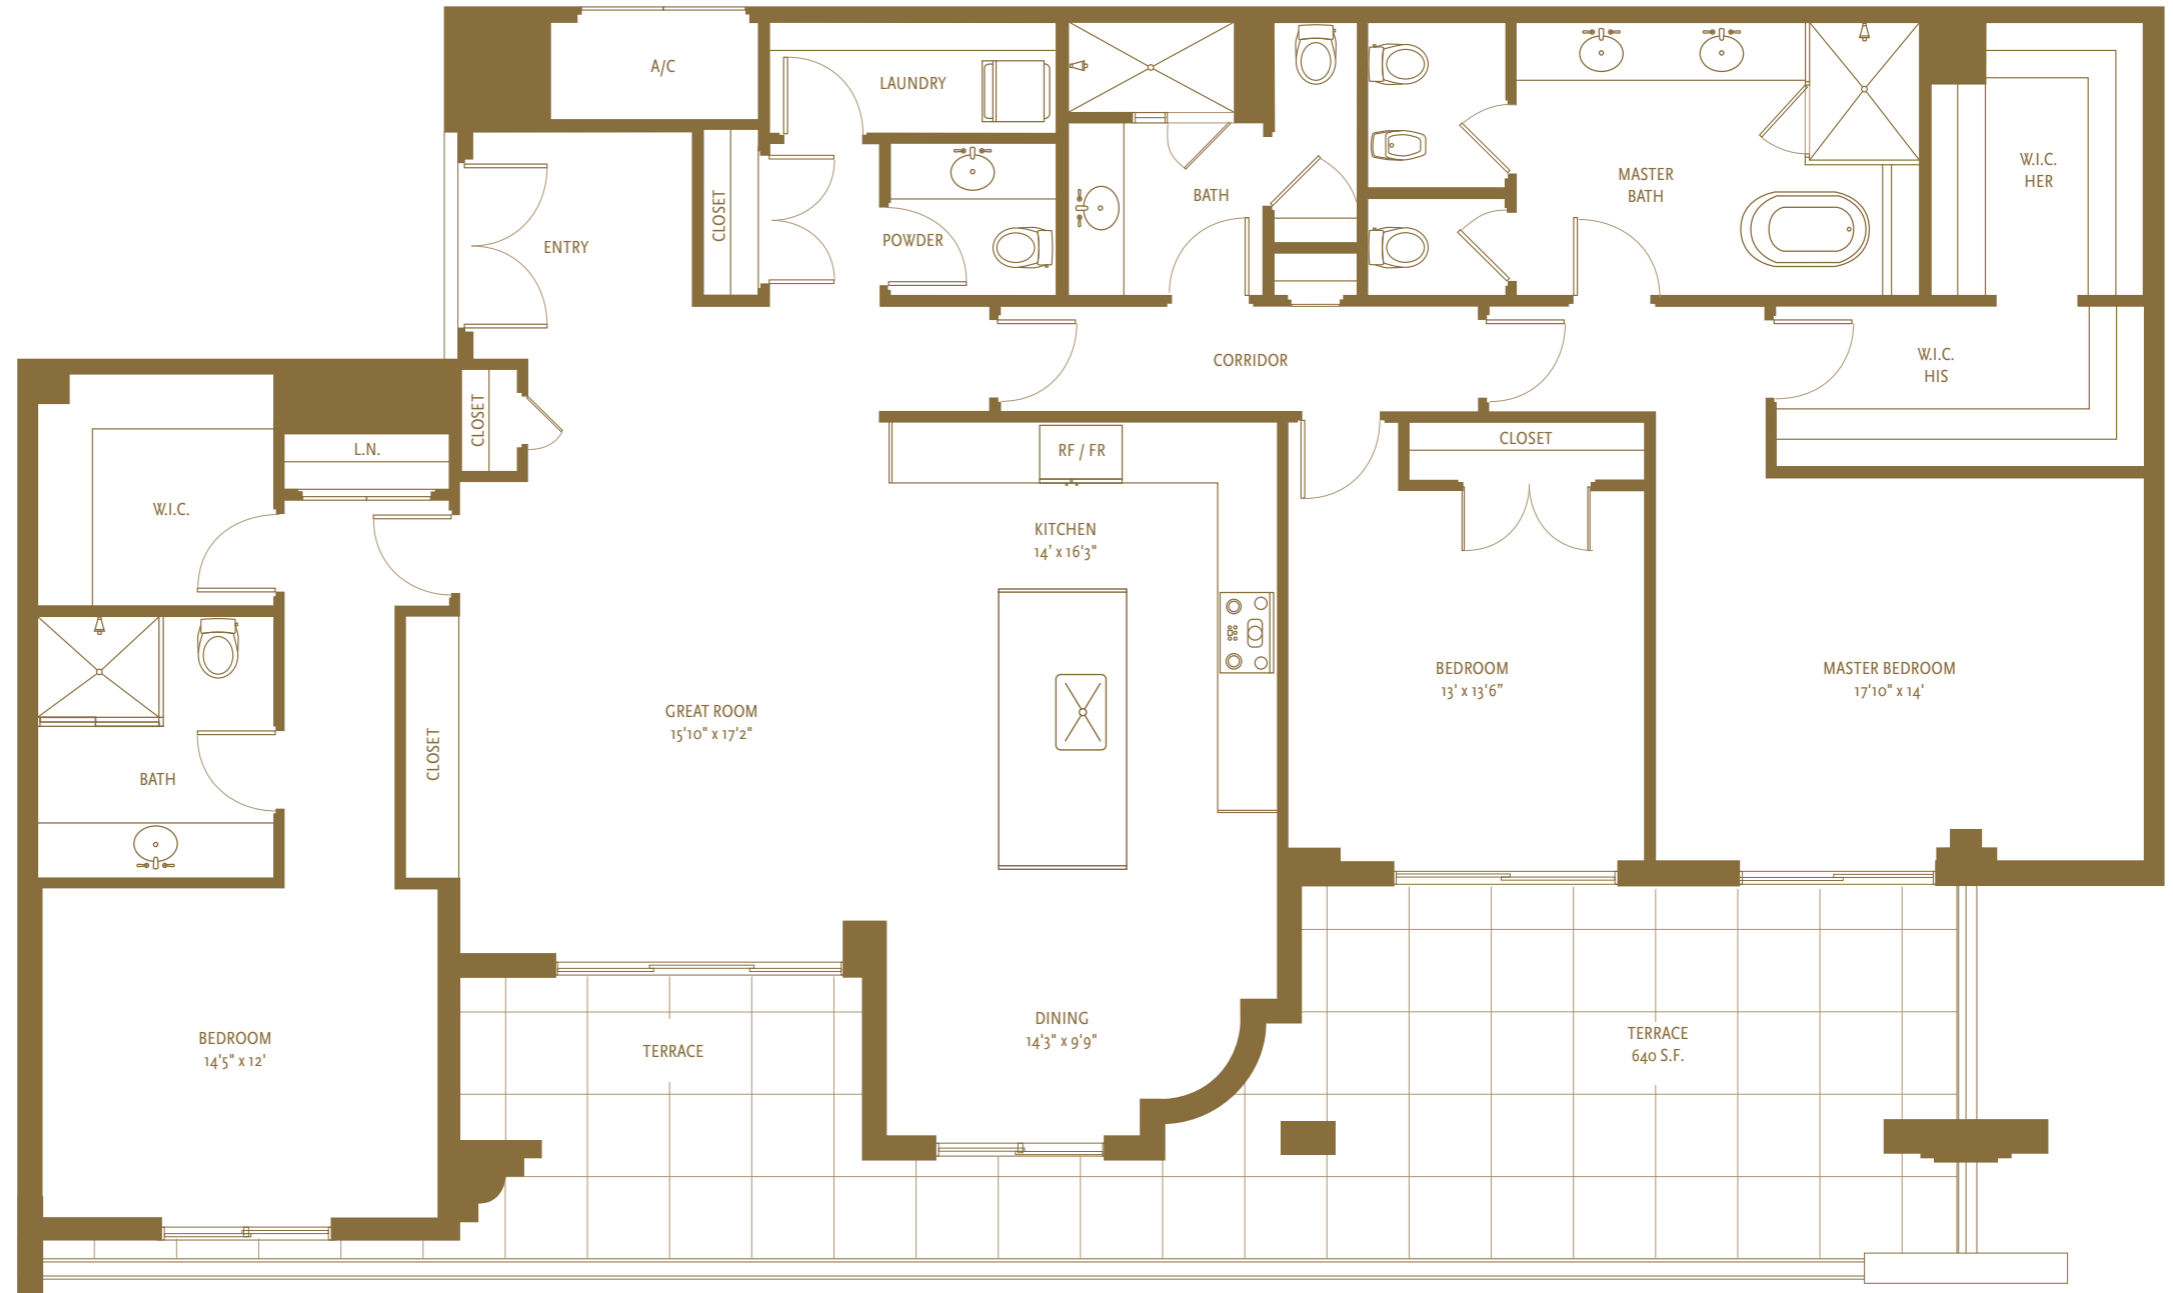 A/C
LAUNDRY
CLOSET
ENTRY
POWDER
BATH
MASTER
BATH
W.I.C.
HER
CORRIDOR
W.I.C.
HIS
CLOSET
L.N.
RF / FR
CLOSET
W.I.C.
KITCHEN
14' x 16'3"
BEDROOM
13' x 13'6”
MASTER BEDROOM
17'10" x 14'
GREAT ROOM
15'10" x 17'2"
CLOSET
BATH
BEDROOM
14'5" x 12'
TERRACE
DINING
14'3" x 9'9"
TERRACE
640 S.F.